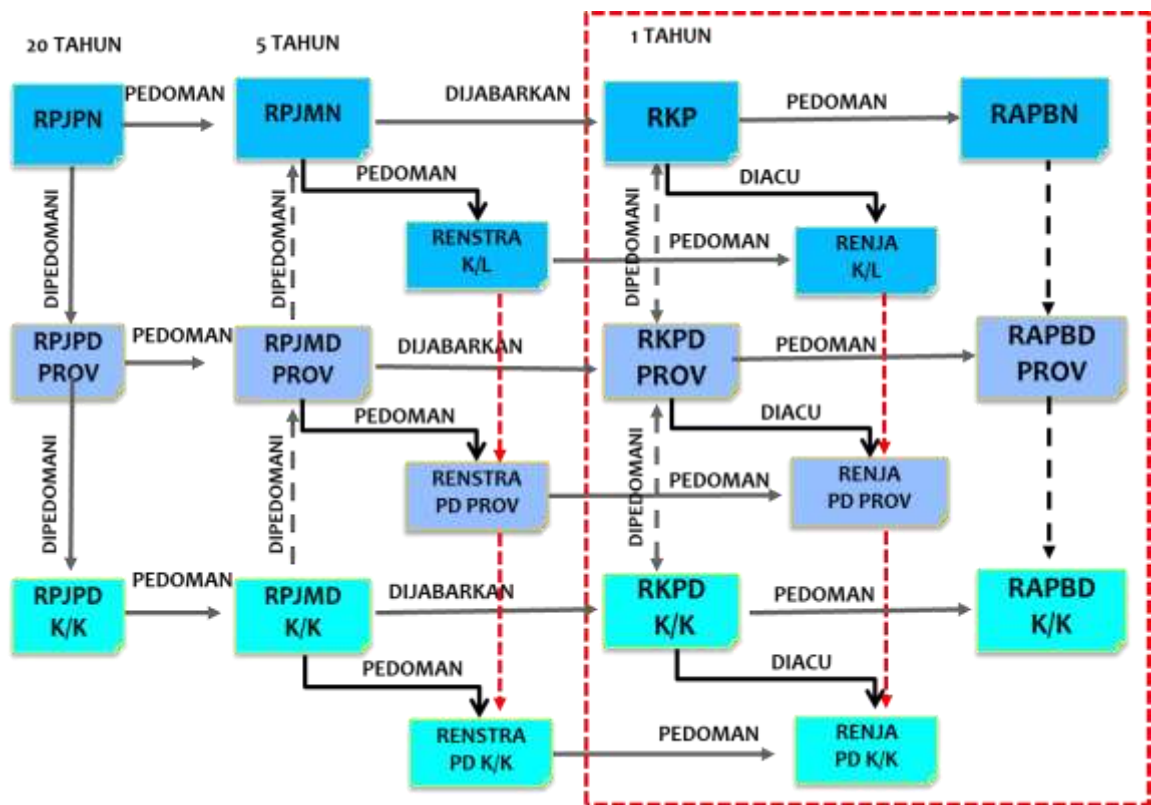 20 TAHUN
5 TAHUN
1 TAHUN
RPJPN
PEDOMAN
RPJMN
DIJABARKAN
RKP
PEDOMAN
RAPBN
DIPEDOMANI
DIPEDOMANI
PEDOMAN
RENSTRA
K/L
PEDOMAN
DIPEDOMANI
DIACU
RENJA
K/L
RPJPD
PROV
PEDOMAN
RPJMD
PROV
DIJABARKAN
RKPD
PROV
PEDOMAN
RAPBD
PROV
DIPEDOMANI
DIPEDOMANI
PEDOMAN
RENSTRA
PD PROV
PEDOMAN
DIPEDOMANI
DIACU
RENJA
PD PROV
RPJPD
K/K
PEDOMAN
RPJMD
K/K
DIJABARKAN
RKPD
K/K
PEDOMAN
RAPBD
K/K
PEDOMAN
RENSTRA
PD K/K
PEDOMAN
DIACU
RENJA
PD K/K